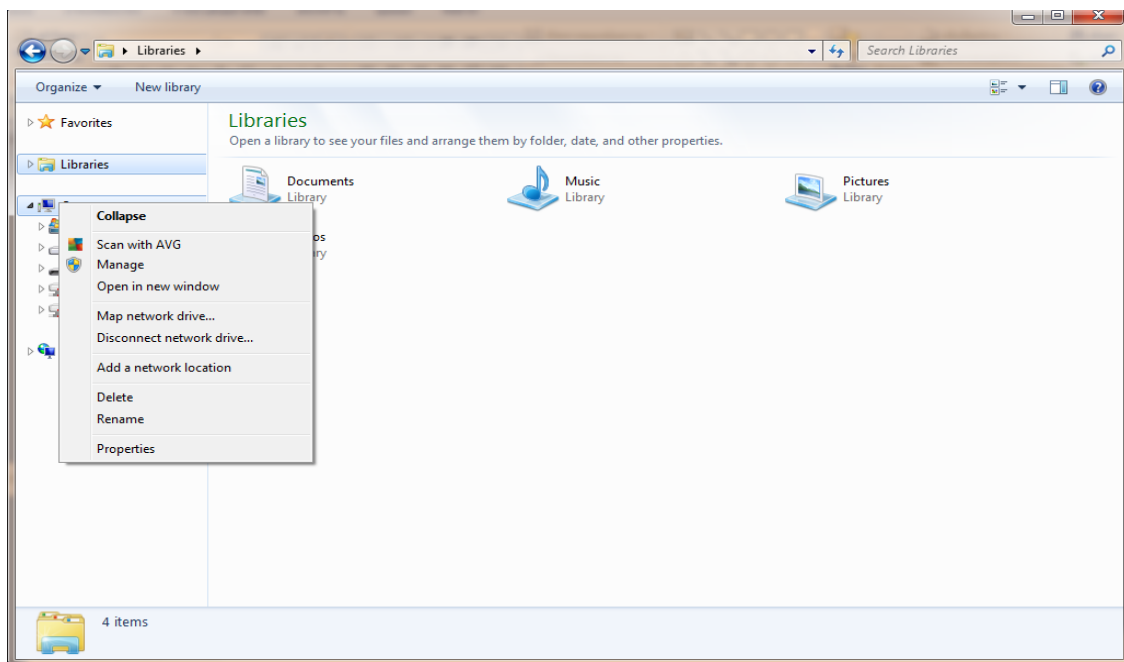 Libraries
Search Libraries
Organize
New library
Favorites
Libraries
Libraries
Open a library to see your files and arrange them by folder, date, and other properties.
Documents
Library
Music
Library
Pictures
Library
os
ry
Collapse
Scan with AVG
Manage
Open in new window
Map network drive...
Disconnect network drive...
Add a network location
Delete
Rename
Properties
4 items